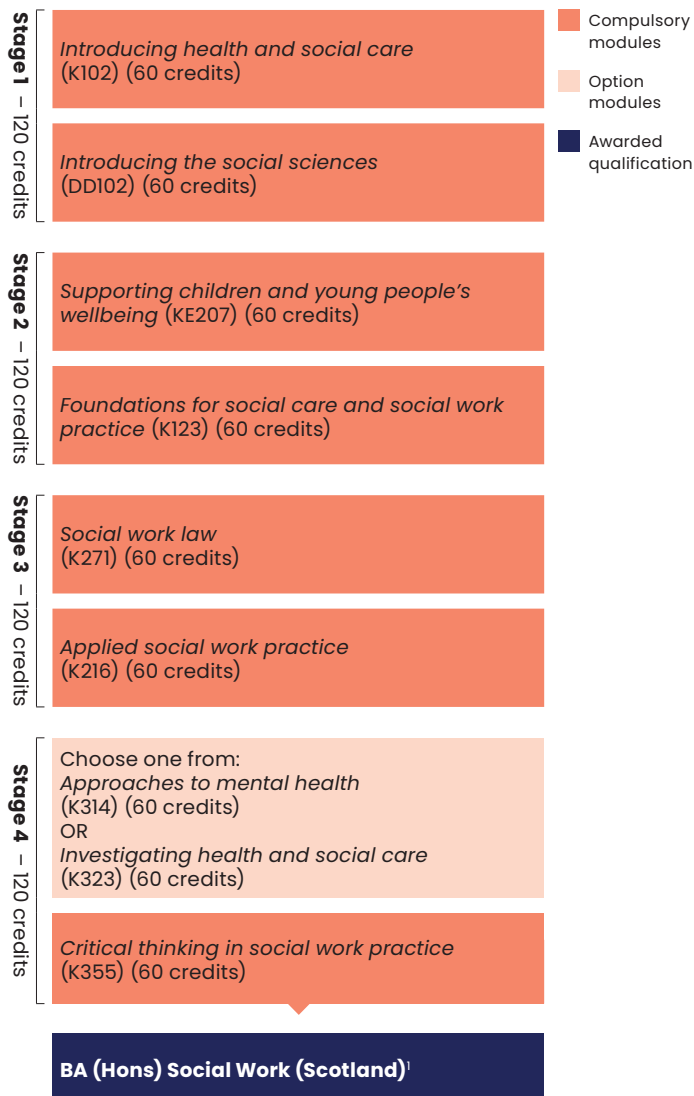 Stage 1 – 120 credits
Introducing health and social care
(K102) (60 credits)
Introducing the social sciences
(DD102) (60 credits)
Compulsory
modules
Option
modules
Awarded
qualification
Stage 2 – 120 credits
Supporting children and young people’s
wellbeing (KE207) (60 credits)
Foundations for social care and social work
practice (K123) (60 credits)
Stage 3 – 120 credits
Social work law
(K271) (60 credits)
Applied social work practice
(K216) (60 credits)
Stage 4 – 120 credits
Choose one from:
Approaches to mental health
(K314) (60 credits)
OR
Investigating health and social care
(K323) (60 credits)
Critical thinking in social work practice
(K355) (60 credits)
BA (Hons) Social Work (Scotland)¹